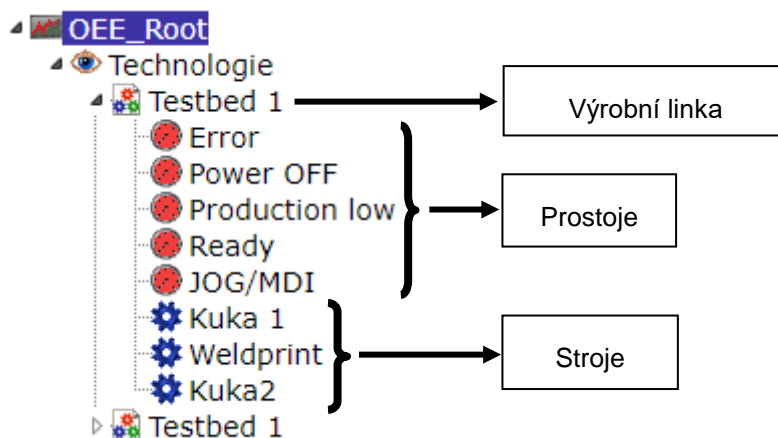 OEE_Root
Technologie
Testbed 1
Výrobní linka
Error
Power OFF
Production low
Prostoje
Ready
JOG/MDI
Kuka 1
Weldprint
Stroje
Kuka2
Testbed 1